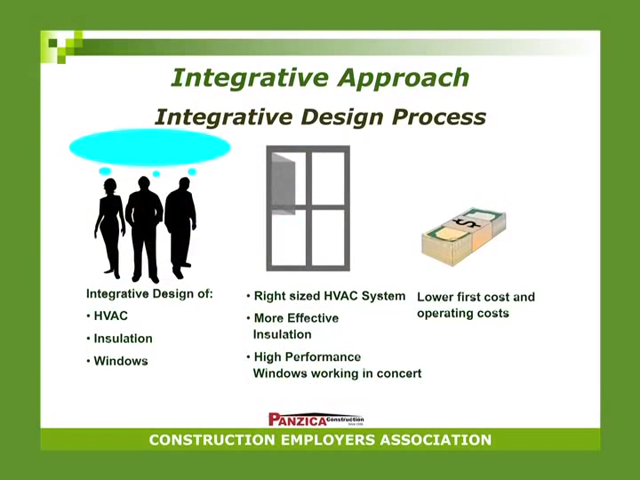 Integrative Approach
Integrative Design Process
Integrative Design of:
• HVAC
• Insulation
• Windows
• Right sized HVAC System
• More Effective
Insulation
• High Performance
Windows working in concert
$
Lower first cost and
operating costs
PANZICA Construction
CONSTRUCTION EMPLOYERS ASSOCIATION